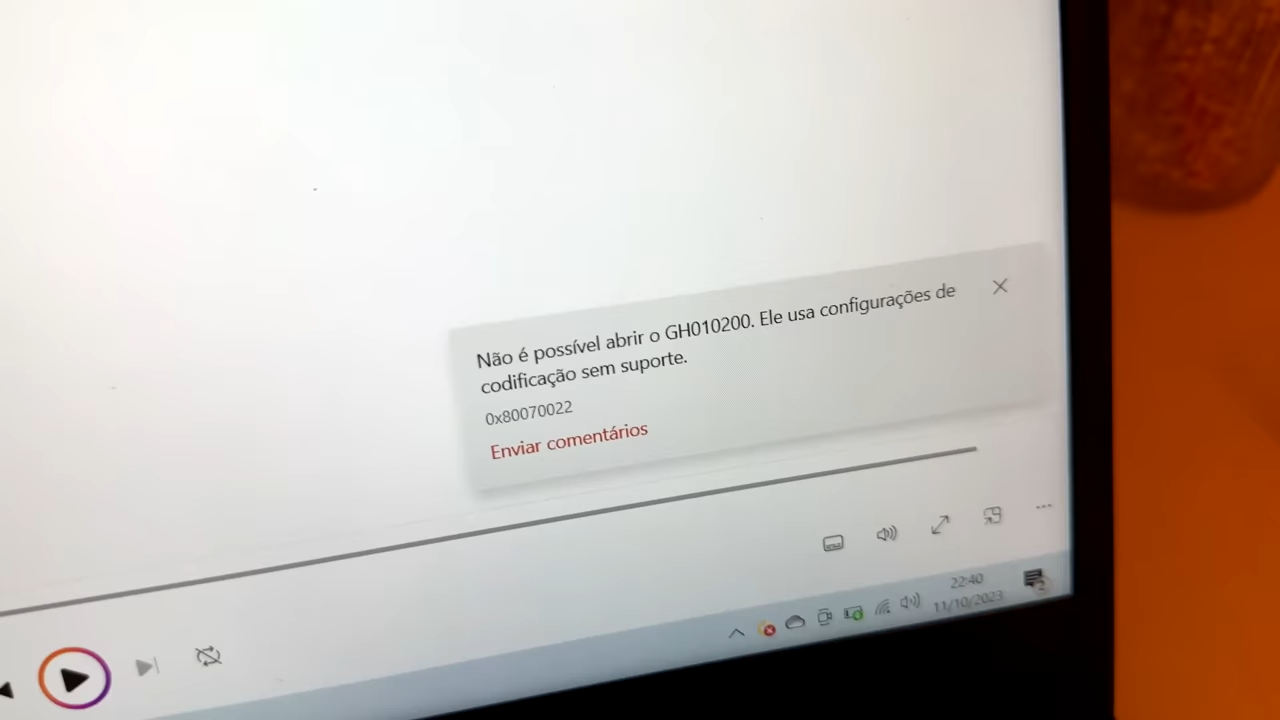 Não é possível abrir o GH010200. Ele usa configurações de
codificação sem suporte.
0x80070022
Enviar comentários
22:40
11/10/2023
2